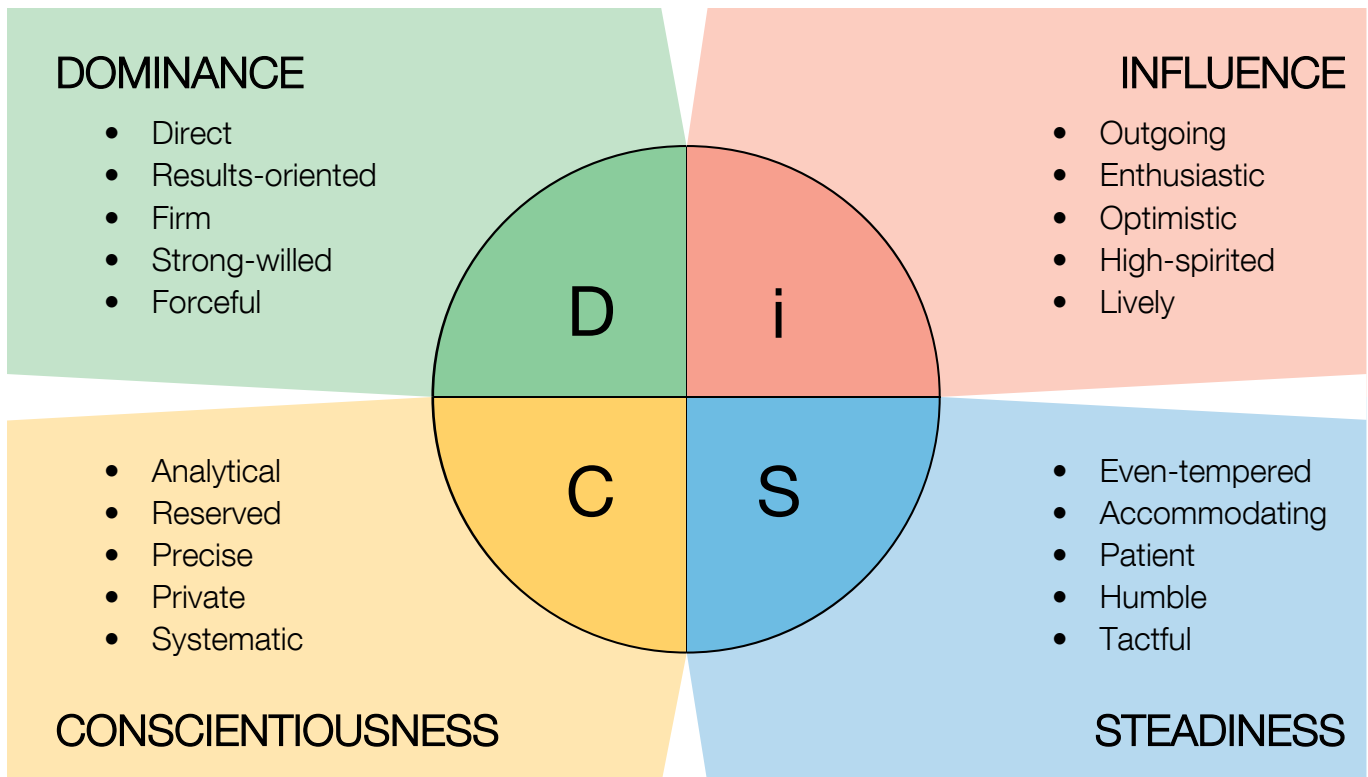 DOMINANCE
• Direct
• Results-oriented
• Firm
• Strong-willed
• Forceful
INFLUENCE
• Outgoing
• Enthusiastic
• Optimistic
• High-spirited
• Lively
D
i
C
S
• Analytical
• Reserved
• Precise
• Private
• Systematic
CONSCIENTIOUSNESS
• Even-tempered
• Accommodating
• Patient
• Humble
• Tactful
STEADINESS